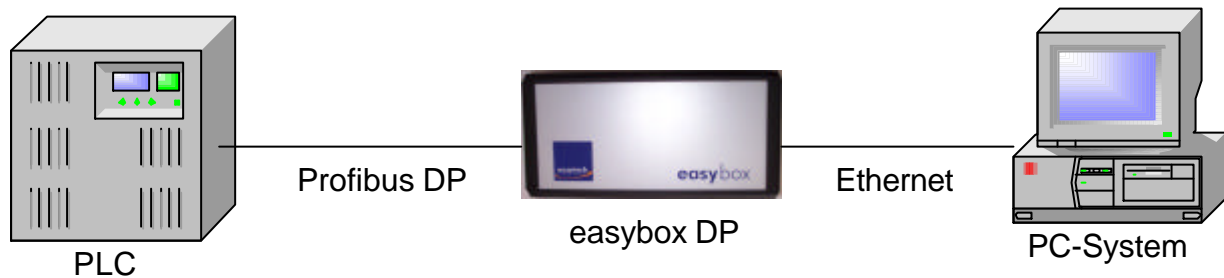 Profibus DP
easybox
Ethernet
easybox DP
PLC
PC-System